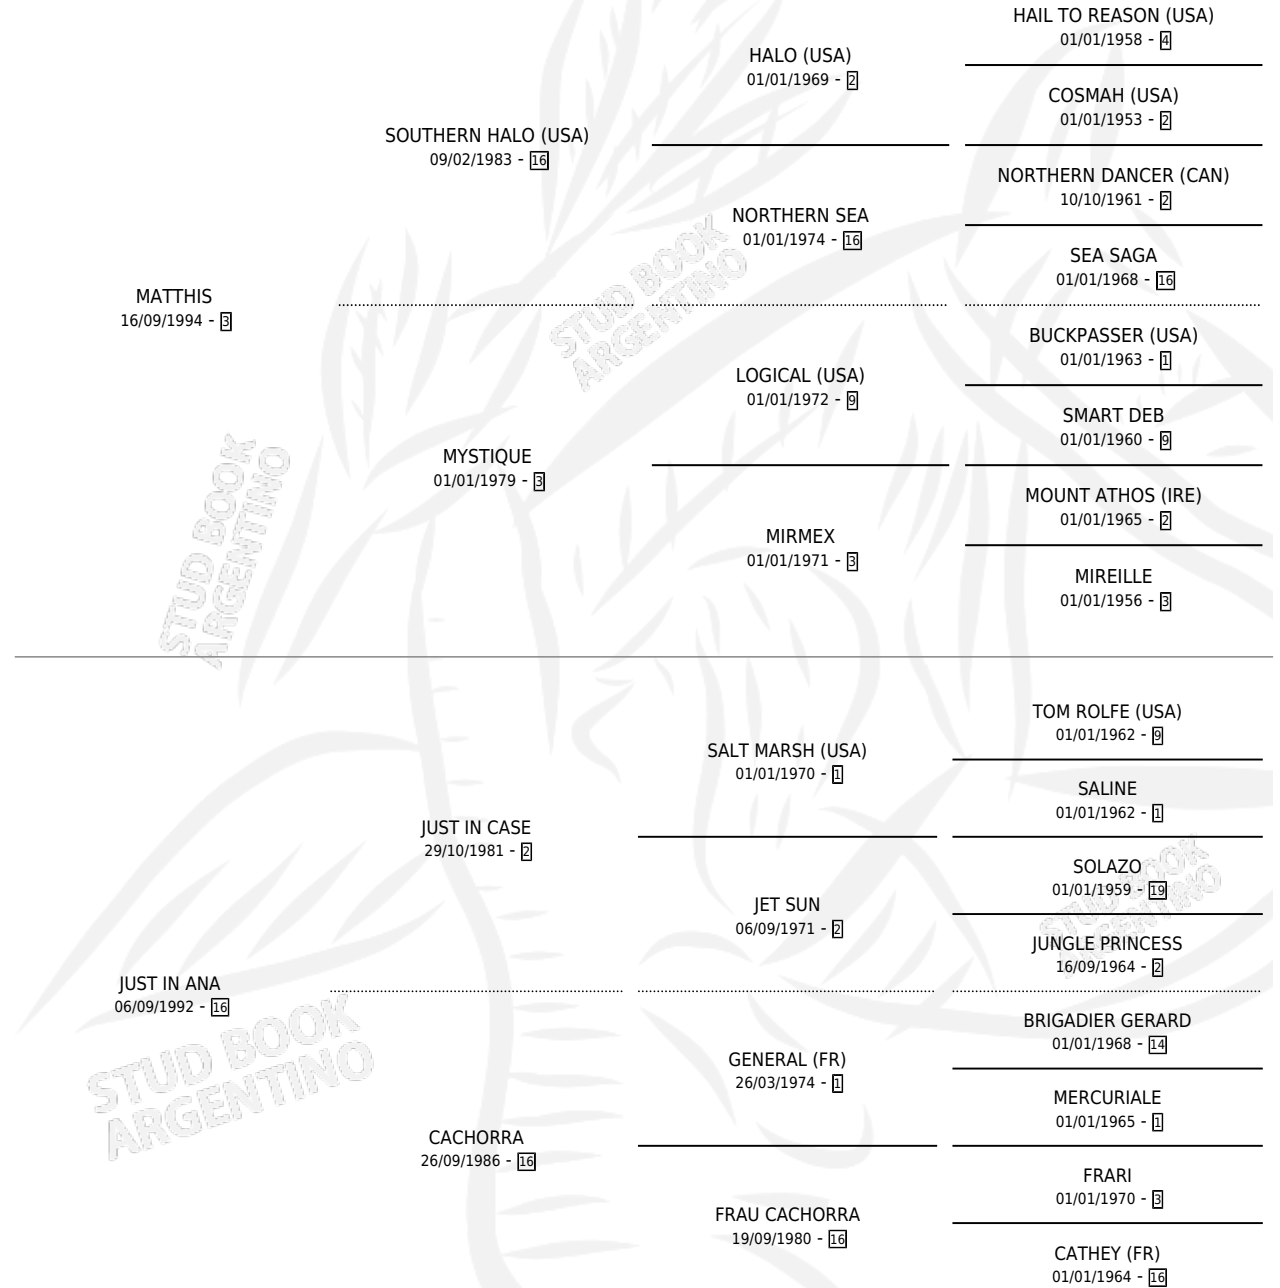 HAIL TO REASON (USA)
01/01/1958 - 4
HALO (USA)
01/01/1969 - 2
COSMAH (USA)
01/01/1953 - 2
SOUTHERN HALO (USA)
09/02/1983 - 16
NORTHERN DANCER (CAN)
10/10/1961 - 2
NORTHERN SEA
01/01/1974 - 16
SEA SAGA
01/01/1968 - 16
MATTHIS
16/09/1994 - 3
STUD BOOK
ARGENTINO
BUCKPASSER (USA)
01/01/1963 - 1
LOGICAL (USA)
01/01/1972 - 9
SMART DEB
01/01/1960 - 9
MYSTIQUE
01/01/1979 - 3
MOUNT ATHOS (IRE)
01/01/1965 - 2
MIRMEX
01/01/1971 - 3
MIREILLE
01/01/1956 - 3
STUD BOOK
ARGENTINO
TOM ROLFE (USA)
01/01/1962 - 9
SALT MARSH (USA)
01/01/1970 - 1
SALINE
01/01/1962 - 1
JUST IN CASE
29/10/1981 - 2
SOLAZO
01/01/1959 - 19
JET SUN
06/09/1971 - 2
JUNGLE PRINCESS
16/09/1964 - 2
STUD BOOK
ARGENTINO
JUST IN ANA
06/09/1992 - 16
BRIGADIER GERARD
01/01/1968 - 14
GENERAL (FR)
26/03/1974 - 1
MERCURIALE
01/01/1965 - 1
STUD BOOK
ARGENTINO
CACHORRA
26/09/1986 - 16
FRARI
01/01/1970 - 3
FRAU CACHORRA
19/09/1980 - 16
CATHEY (FR)
01/01/1964 - 16